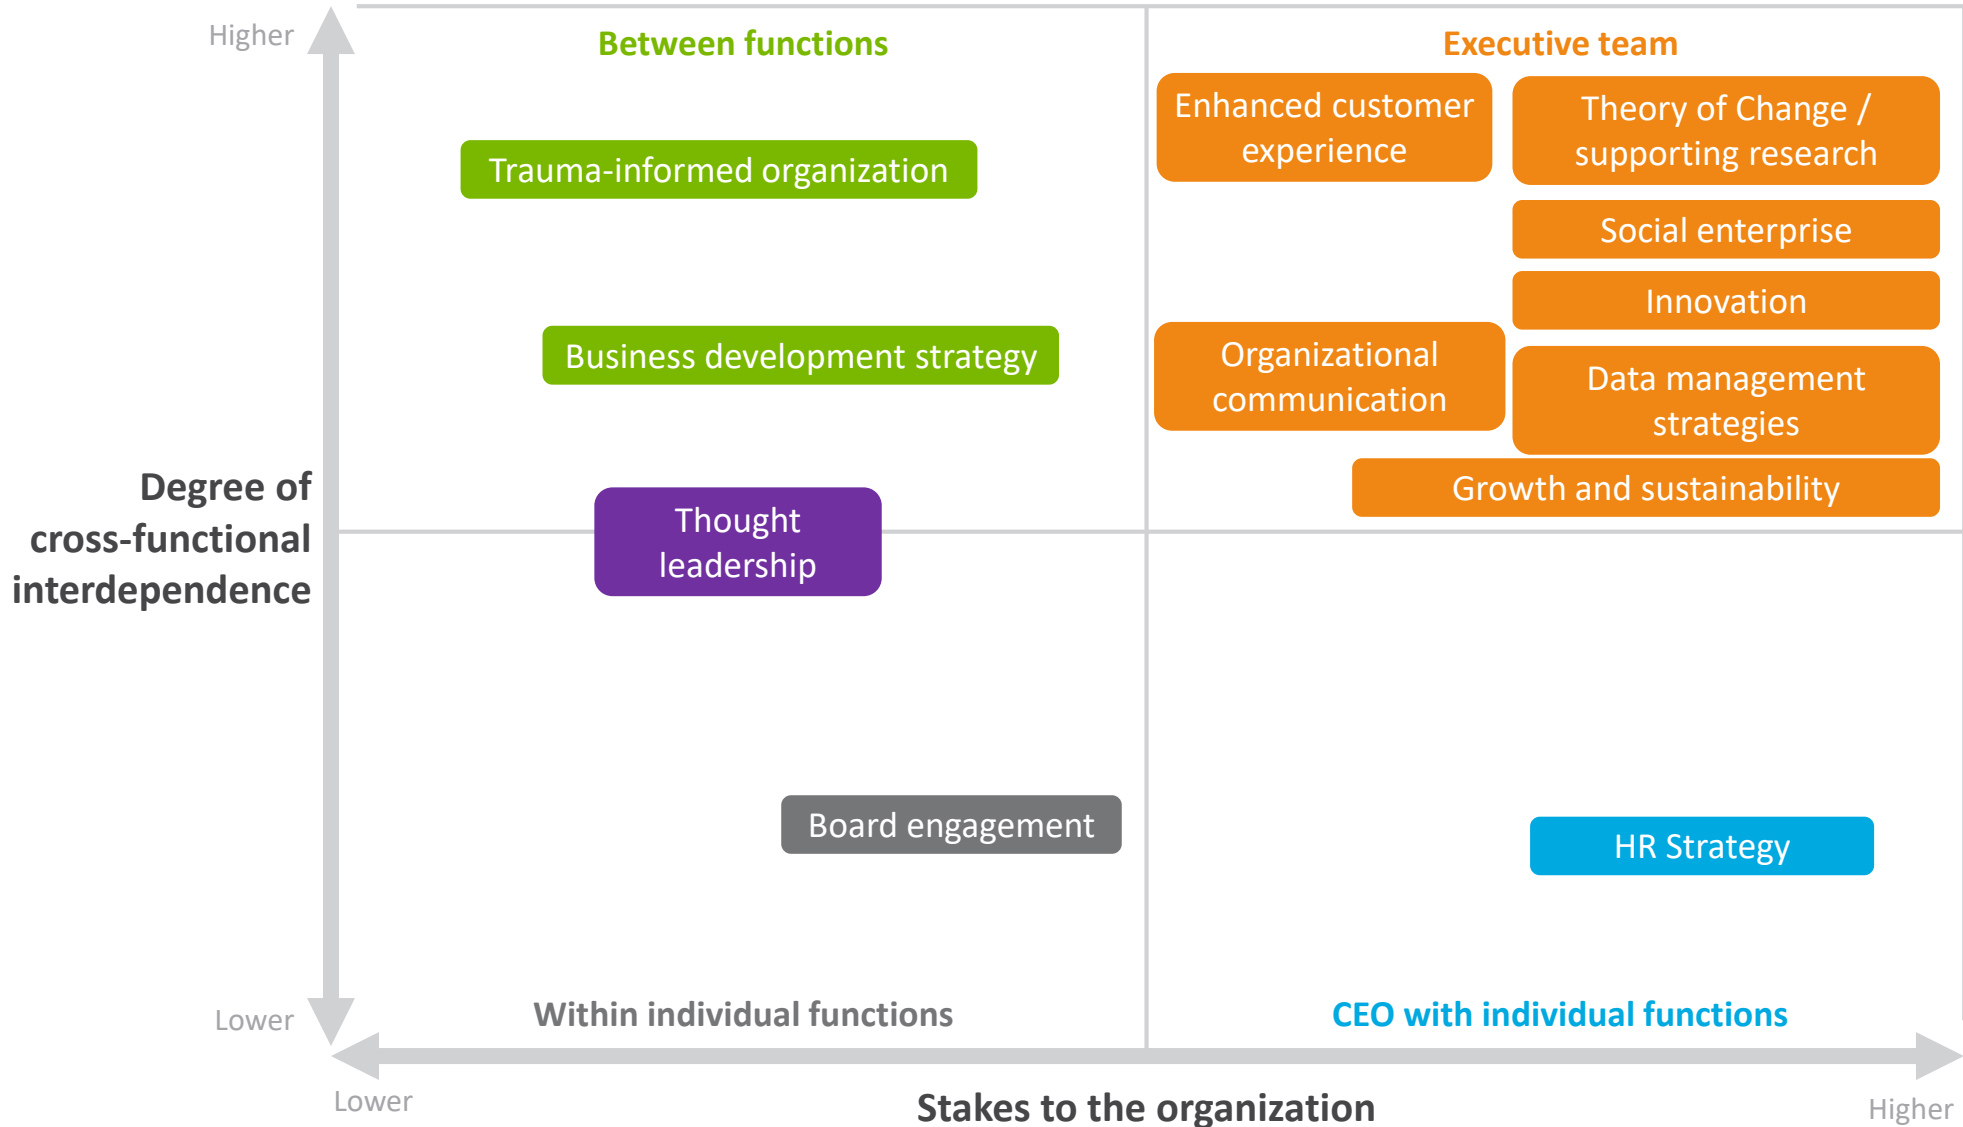 Higher
Between functions
Executive team
Enhanced customer
experience
Theory of Change /
supporting research
Trauma-informed organization
Social enterprise
Innovation
Business development strategy
Organizational
communication
Data management
strategies
Growth and sustainability
Degree of
cross-functional
interdependence
Thought
leadership
Board engagement
HR Strategy
Lower
Within individual functions
CEO with individual functions
Lower
Stakes to the organization
Higher